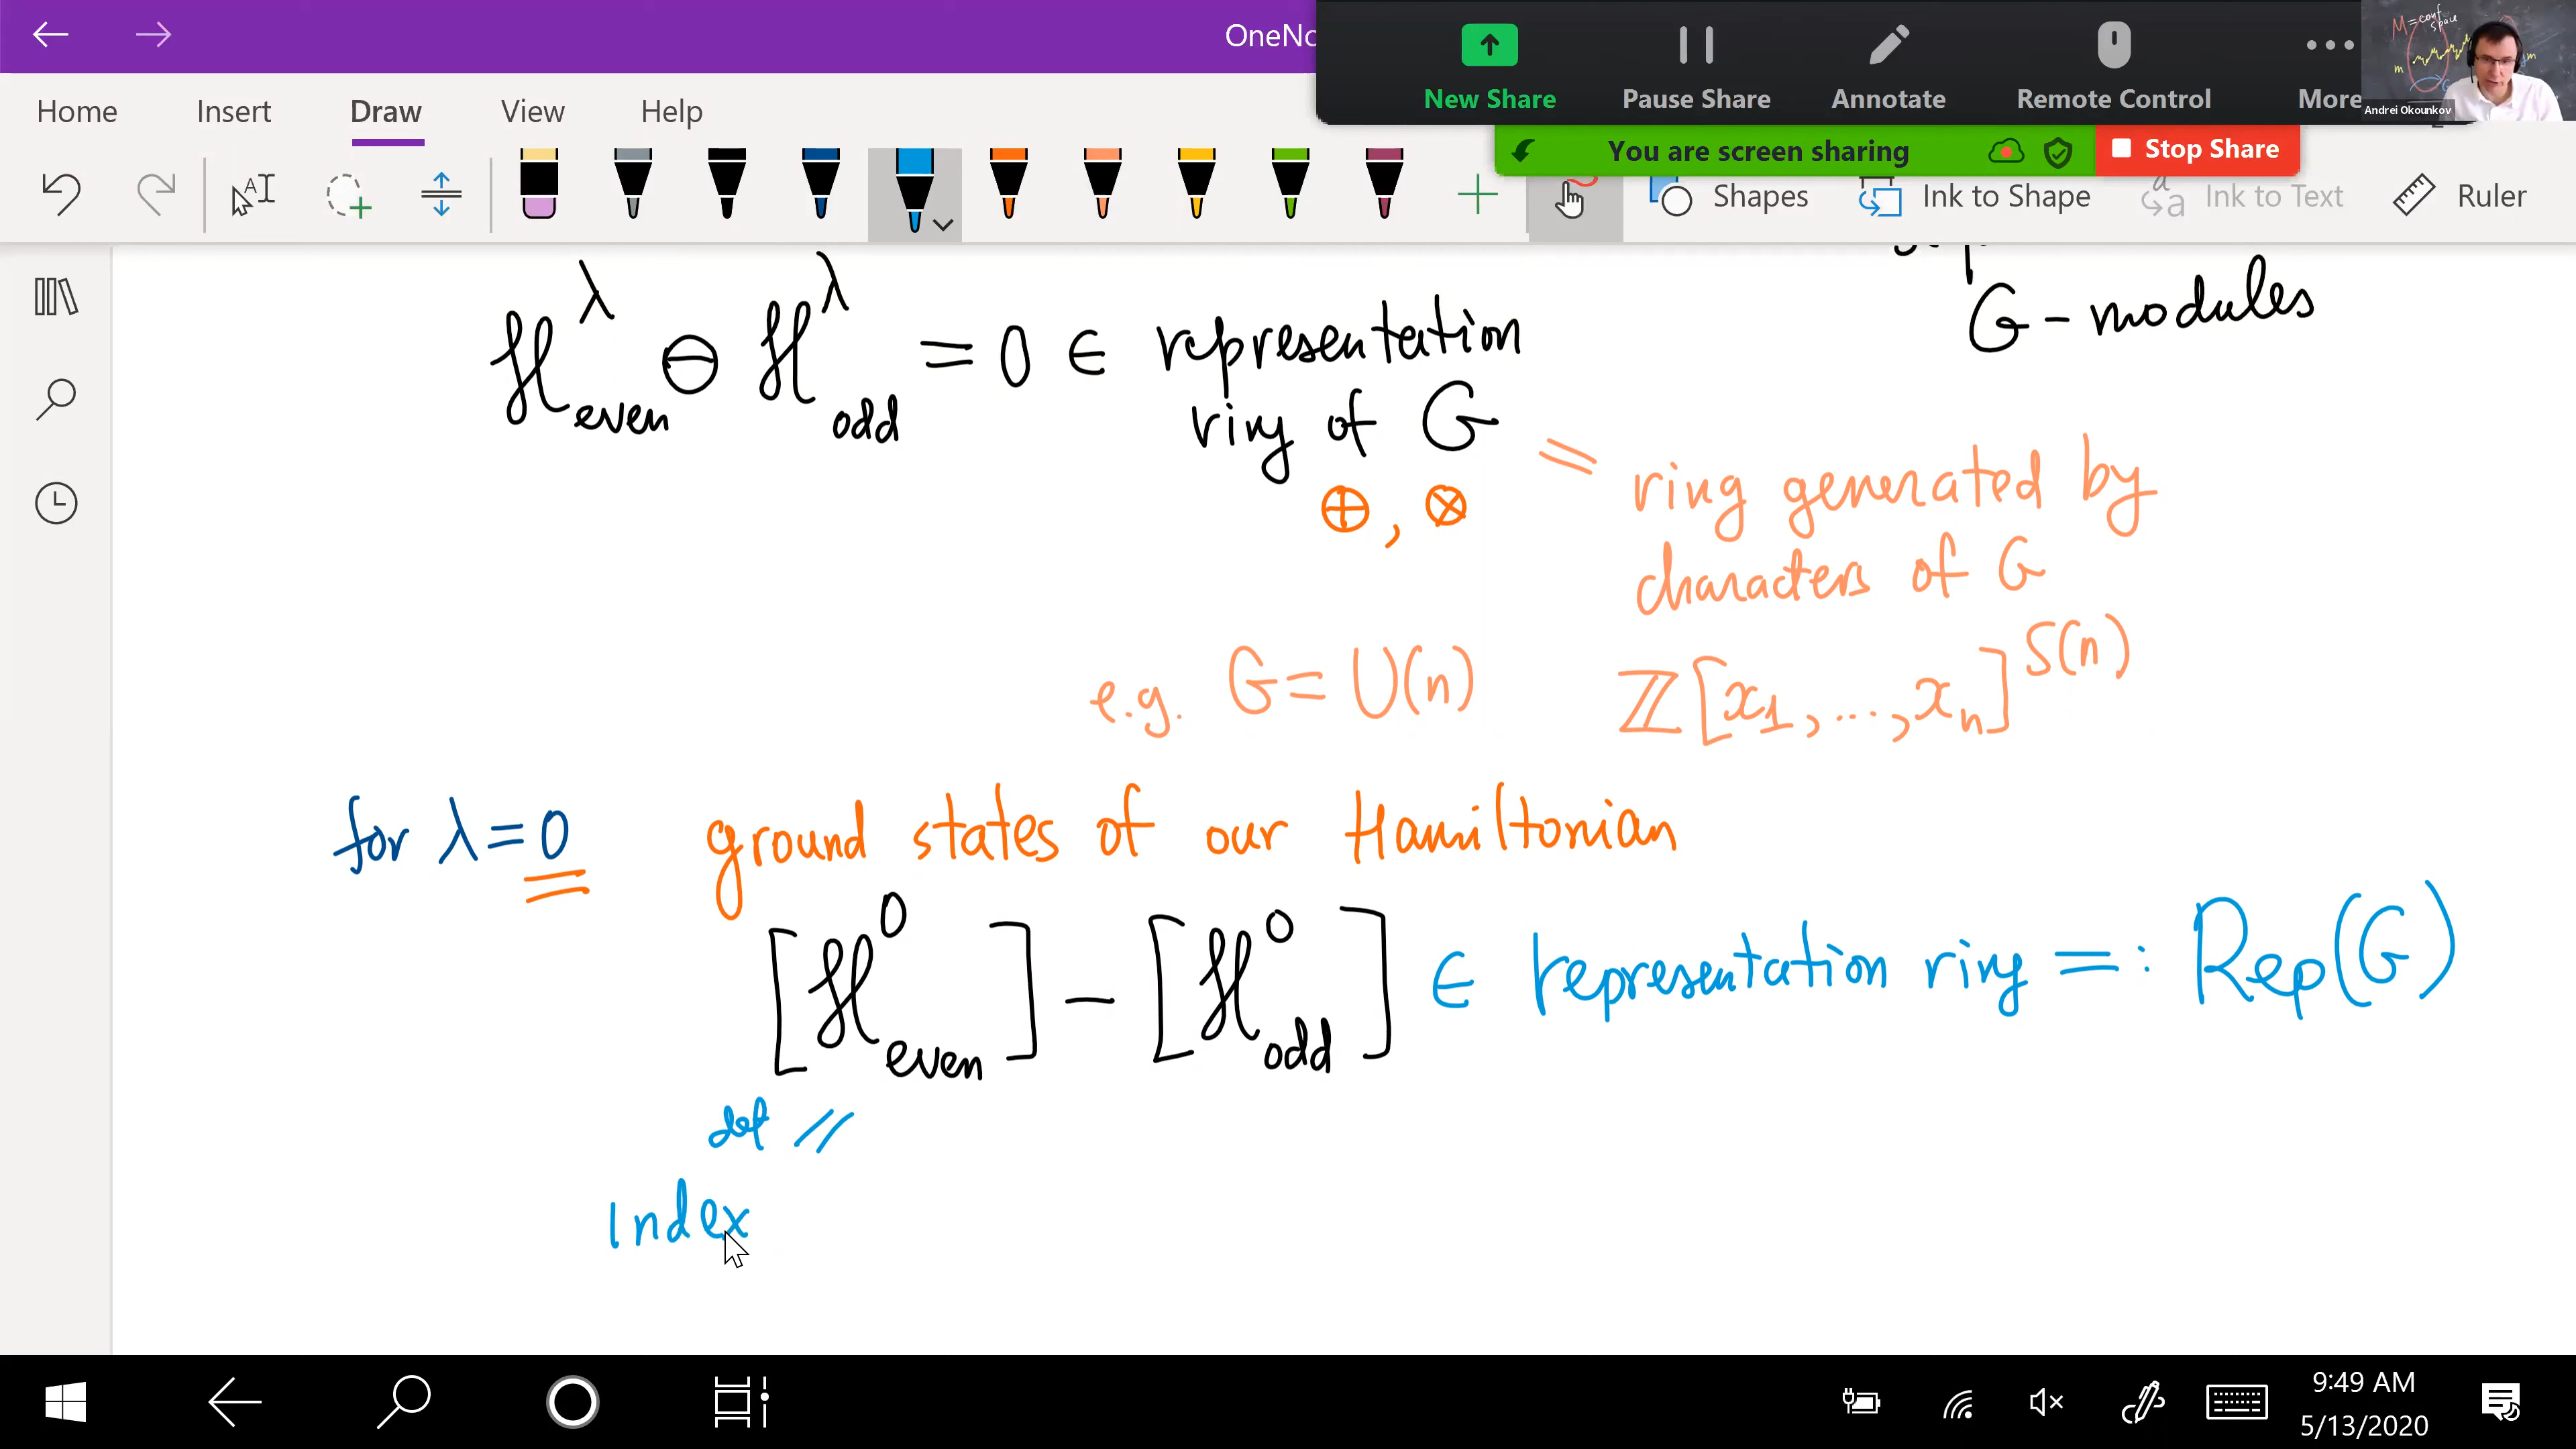 OneNo
New Share
Pause Share
Annotate
Remote Control
More
M = conf space
m
Andrei Okounkov
Home Insert Draw View Help
You are screen sharing
Stop Share
Shapes
Ink to Shape
Ink to Text
Ruler
G - modules
ℋ^λ_even ⊖ ℋ^λ_odd = 0 ∈ representation
ring of G
⊕, ⊗
= ring generated by
characters of G
e.g. G = U(n) ℤ[x_1, ..., x_n]^S(n)
for λ = 0 ground states of our Hamiltonian
[ℋ^0_even] - [ℋ^0_odd] ∈ representation ring =: Rep(G)
def //
Index
9:49 AM
5/13/2020